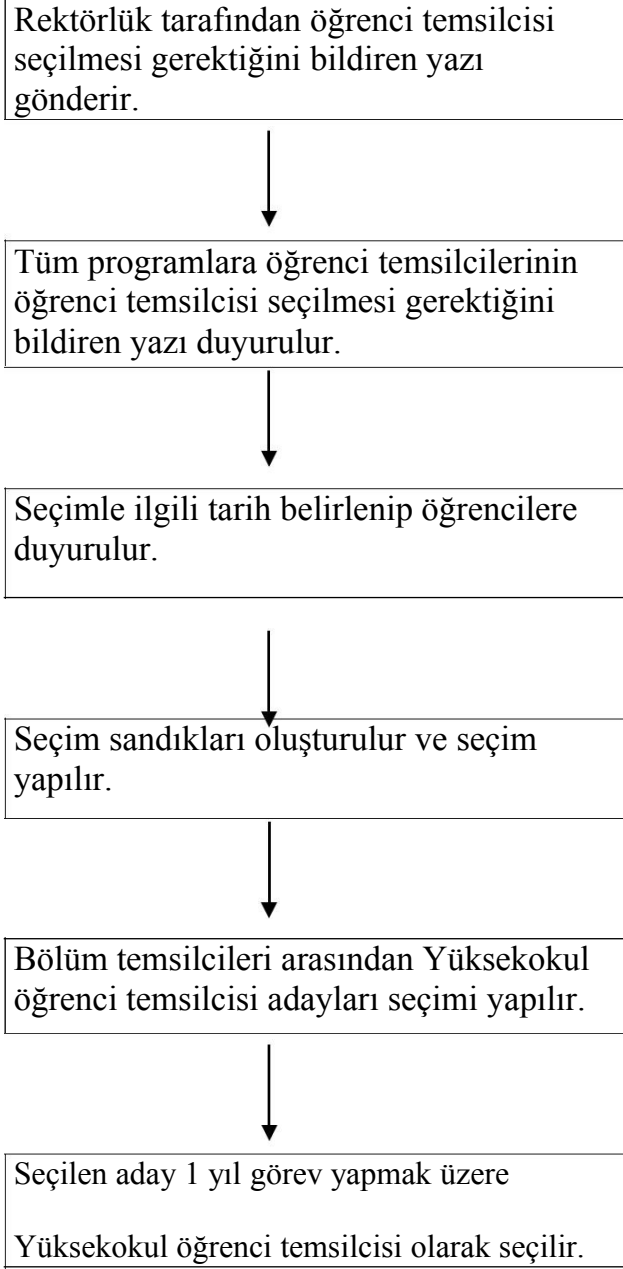 Rektörlük tarafından öğrenci temsilcisi
seçilmesi gerektiğini bildiren yazı
gönderir.
Tüm programlara öğrenci temsilcilerinin
öğrenci temsilcisi seçilmesi gerektiğini
bildiren yazı duyurulur.
Seçimle ilgili tarih belirlenip öğrencilere
duyurulur.
Seçim sandıkları oluşturulur ve seçim
yapılır.
Bölüm temsilcileri arasından Yüksekokul
öğrenci temsilcisi adayları seçimi yapılır.
Seçilen aday 1 yıl görev yapmak üzere
Yüksekokul öğrenci temsilcisi olarak seçilir.